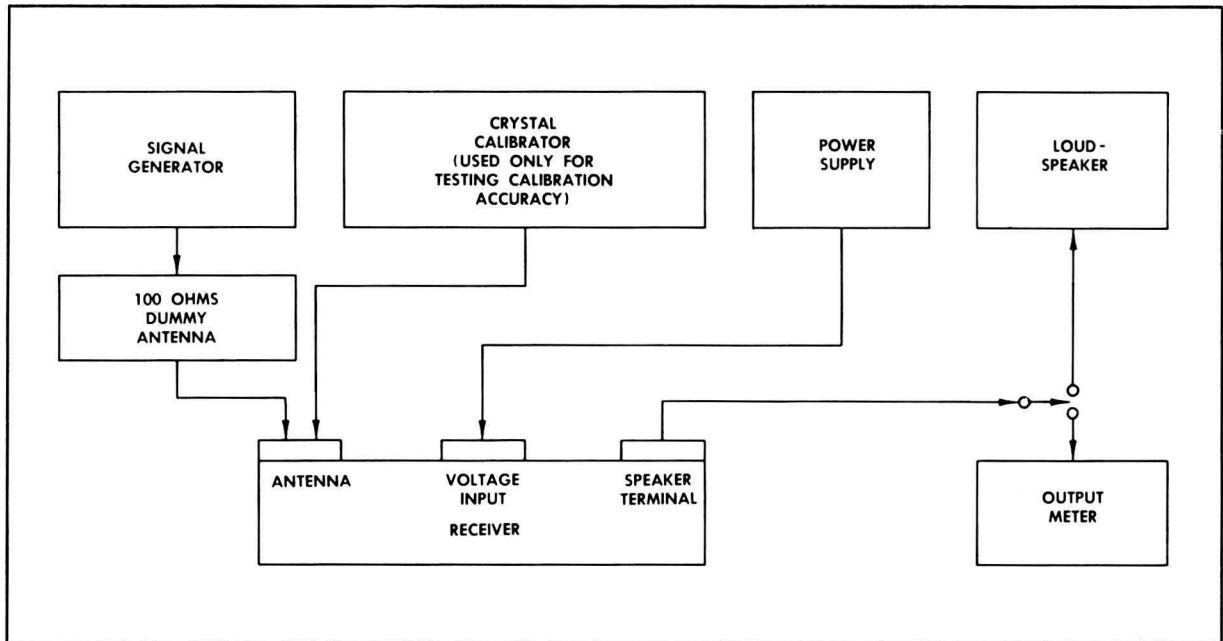 SIGNAL
GENERATOR
CRYSTAL
CALIBRATOR
(USED ONLY FOR
TESTING CALIBRATION
ACCURACY)
POWER
SUPPLY
LOUD-
SPEAKER
100 OHMS
DUMMY
ANTENNA
ANTENNA
VOLTAGE
INPUT
SPEAKER
TERMINAL
RECEIVER
OUTPUT
METER